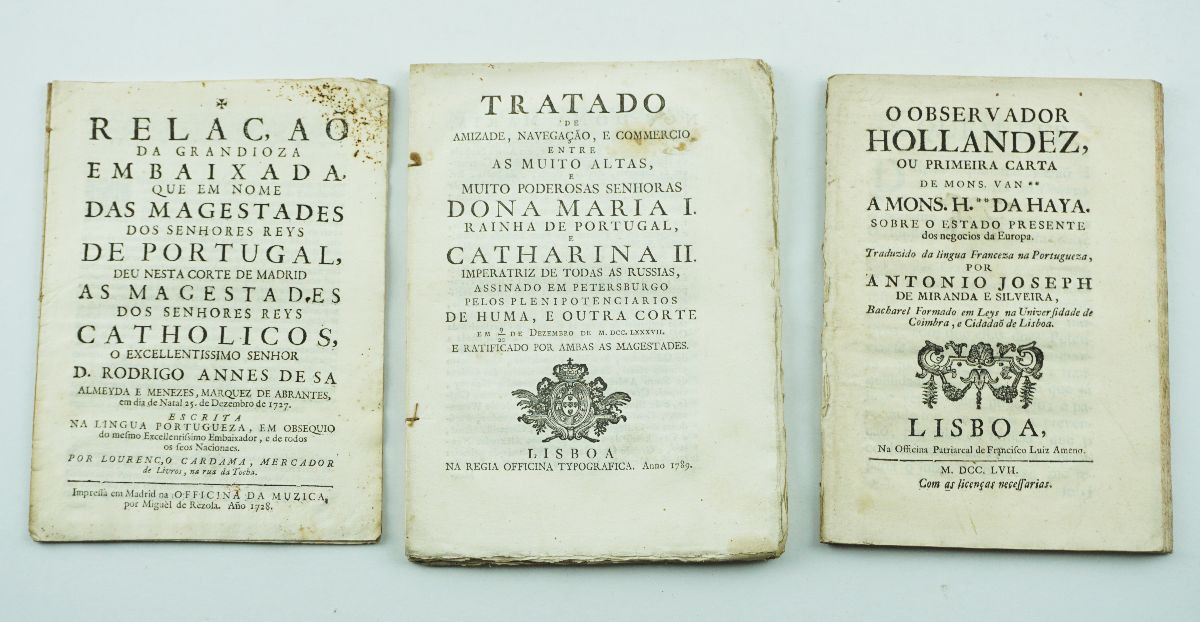 ✠
RELAC,AO
DA GRANDIOZA
EMBAIXADA,
QUE EM NOME
DAS MAGESTADES
DOS SENHORES REYS
DE PORTUGAL,
DEU NESTA CORTE DE MADRID
AS MAGESTADES
DOS SENHORES REYS
CATHOLICOS,
O EXCELLENTISSIMO SENHOR
D. RODRIGO ANNES DE SA
ALMEYDA E MENEZES, MARQUEZ DE ABRANTES,
em dia de Natal 25. de Dezembro de 1727.
ESCRITA
NA LINGUA PORTUGUEZA, EM OBSEQUIO
do mesmo Excellentissimo Embaixador, e de todos
os seos Nacionaes.
POR LOURENC,O CARDAMA, MERCADOR
de Livros, na rua da Torha.
Impressa em Madrid na OFFICINA DA MUZICA,
por Miguèl de Rezola. Año 1728.
TRATADO
DE
AMIZADE, NAVEGAÇÃO, E COMMERCIO
ENTRE
AS MUITO ALTAS,
E
MUITO PODEROSAS SENHORAS
DONA MARIA I.
RAINHA DE PORTUGAL,
E
CATHARINA II.
IMPERATRIZ DE TODAS AS RUSSIAS,
ASSINADO EM PETERSBURGO
PELOS PLENIPOTENCIARIOS
DE HUMA, E OUTRA CORTE
EM 9/20 DE DEZEMBRO DE M. DCC. LXXXVII.
E RATIFICADO POR AMBAS AS MAGESTADES.
LISBOA
NA REGIA OFFICINA TYPOGRAFICA. Anno 1789.
O OBSERVADOR
HOLLANDEZ,
OU PRIMEIRA CARTA
DE MONS. VAN **
A MONS. H.** DA HAYA.
SOBRE O ESTADO PRESENTE
dos negocios da Europa.
Traduzido da lingua Franceza na Portugueza,
POR
ANTONIO JOSEPH
DE MIRANDA E SILVEIRA,
Bacharel Formado em Leys na Universidade de
Coimbra, e Cidadaõ de Lisboa.
LISBOA,
Na Officina Patriarcal de Francisco Luiz Ameno.
M. DCC. LVII.
Com as licenças necessarias.